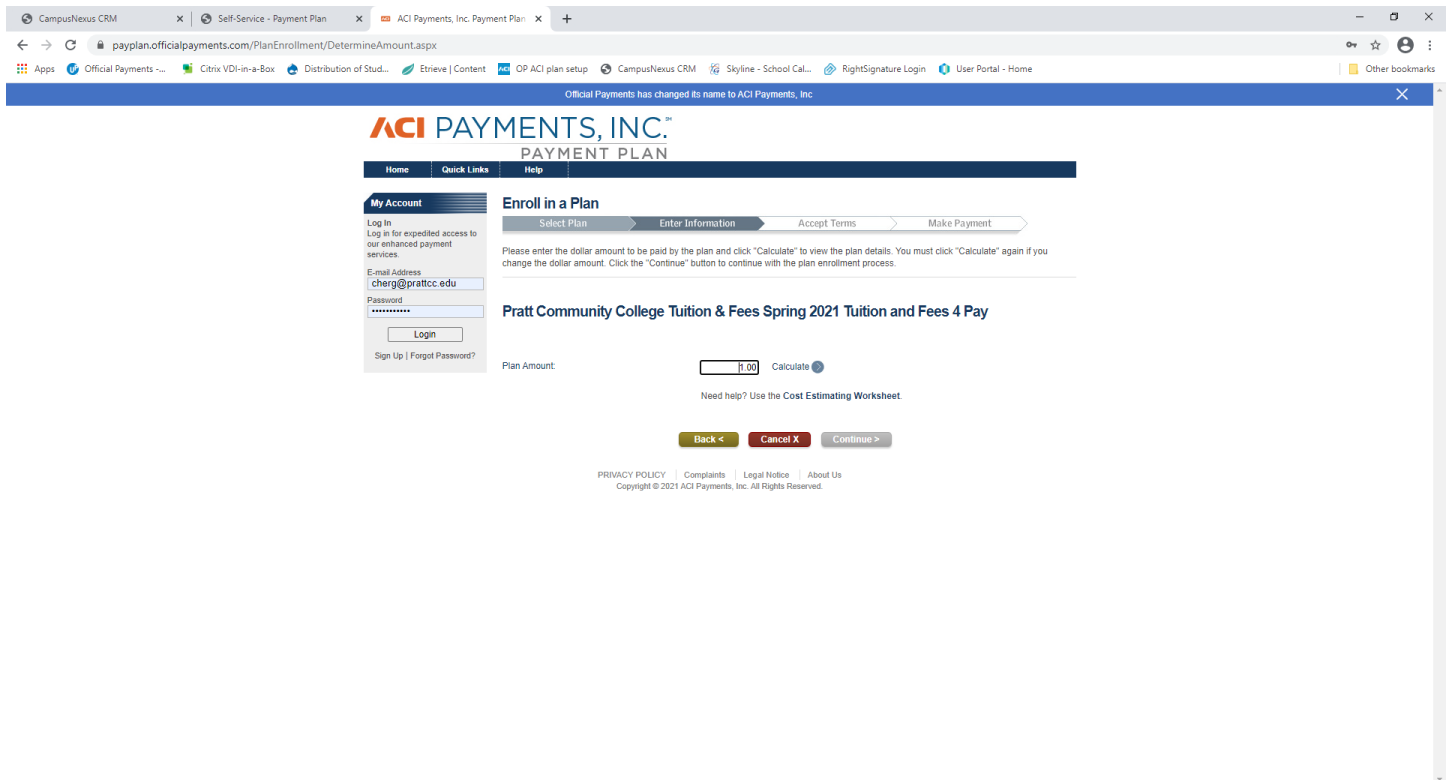 CampusNexus CRM × Self-Service - Payment Plan × ACI Payments, Inc. Payment Plan × +
payplan.officialpayments.com/PlanEnrollment/DetermineAmount.aspx
Apps Official Payments -... Citrix VDI-in-a-Box Distribution of Stud... Etrieve | Content ACI OP ACI plan setup CampusNexus CRM Skyline - School Cal... RightSignature Login User Portal - Home Other bookmarks
Official Payments has changed its name to ACI Payments, Inc
ACI PAYMENTS, INC.℠
PAYMENT PLAN
Home Quick Links Help
My Account
Log In
Log in for expedited access to
our enhanced payment
services.
E-mail Address
cherg@prattcc.edu
Password
•••••••••••
Login
Sign Up | Forgot Password?
Enroll in a Plan
Select Plan Enter Information Accept Terms Make Payment
Please enter the dollar amount to be paid by the plan and click "Calculate" to view the plan details. You must click "Calculate" again if you
change the dollar amount. Click the "Continue" button to continue with the plan enrollment process.
Pratt Community College Tuition & Fees Spring 2021 Tuition and Fees 4 Pay
Plan Amount: 1.00 Calculate
Need help? Use the Cost Estimating Worksheet.
Back < Cancel X Continue >
PRIVACY POLICY | Complaints | Legal Notice | About Us
Copyright © 2021 ACI Payments, Inc. All Rights Reserved.